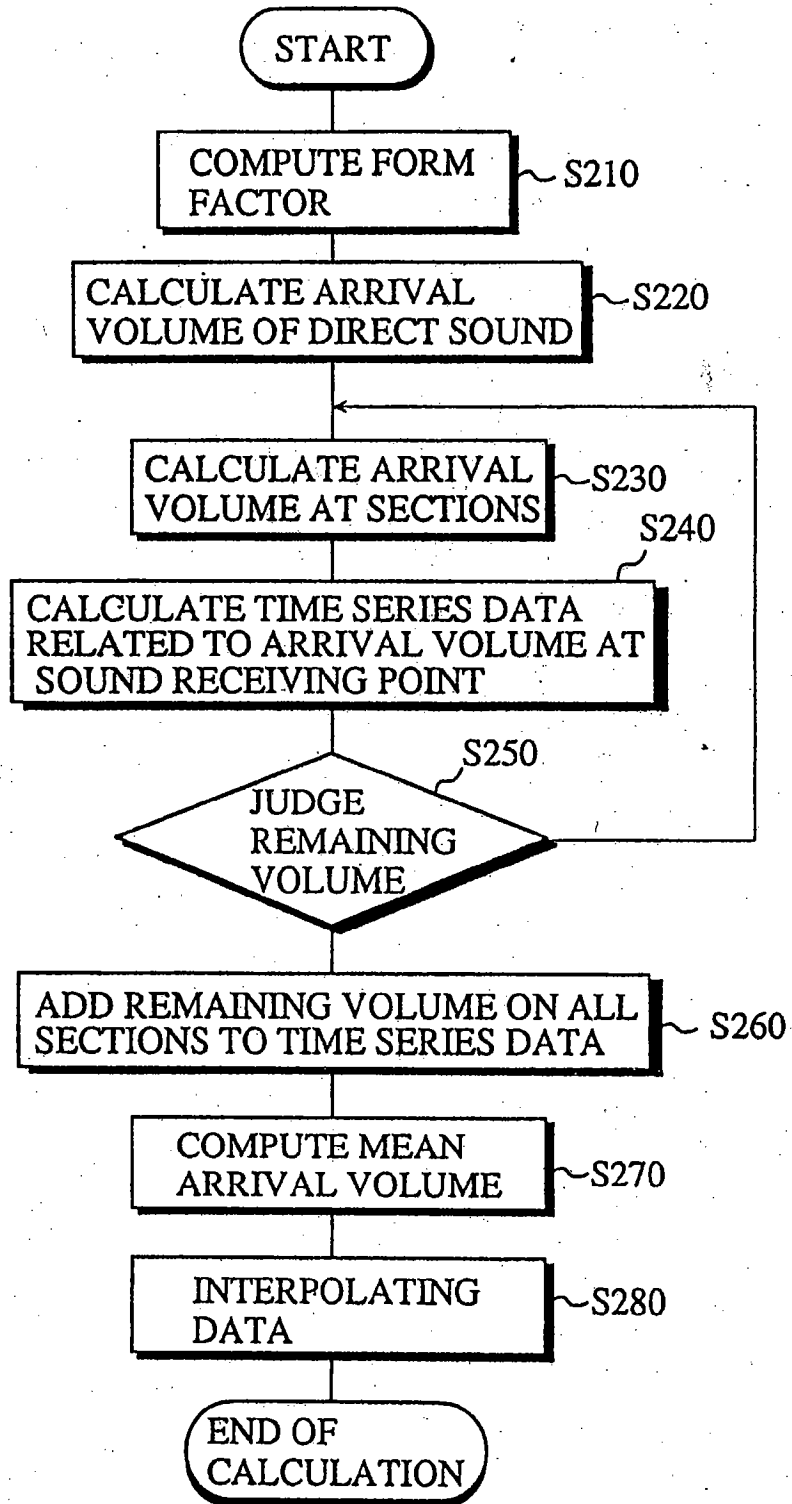 START
COMPUTE FORM
FACTOR
S210
CALCULATE ARRIVAL
VOLUME OF DIRECT SOUND
S220
CALCULATE ARRIVAL
VOLUME AT SECTIONS
S230
S240
CALCULATE TIME SERIES DATA
RELATED TO ARRIVAL VOLUME AT
SOUND RECEIVING POINT
S250
JUDGE
REMAINING
VOLUME
ADD REMAINING VOLUME ON ALL
SECTIONS TO TIME SERIES DATA
S260
COMPUTE MEAN
ARRIVAL VOLUME
S270
INTERPOLATING
DATA
S280
END OF
CALCULATION